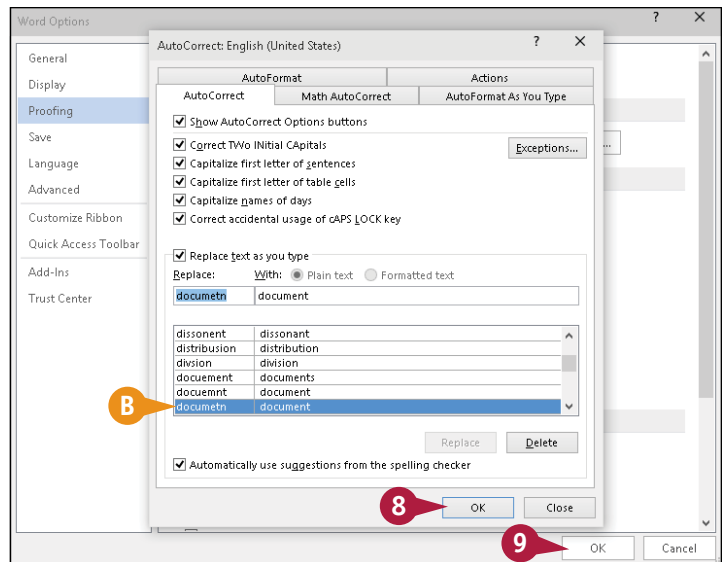 Word Options ? ×
AutoCorrect: English (United States) ? ×
General
Display
Proofing
Save
Language
Advanced
Customize Ribbon
Quick Access Toolbar
Add-Ins
Trust Center
AutoFormat Actions
AutoCorrect Math AutoCorrect AutoFormat As You Type
Show AutoCorrect Options buttons
Correct TWo INitial CApitals Exceptions... ...
Capitalize first letter of sentences
Capitalize first letter of table cells
Capitalize names of days
Correct accidental usage of cAPS LOCK key
Replace text as you type
Replace: With: Plain text Formatted text
documetn document
dissonent dissonant
distribusion distribution
divsion division
docuement documents
docuemnt document
B documetn document
Replace Delete
Automatically use suggestions from the spelling checker
8 OK Close
9 OK Cancel